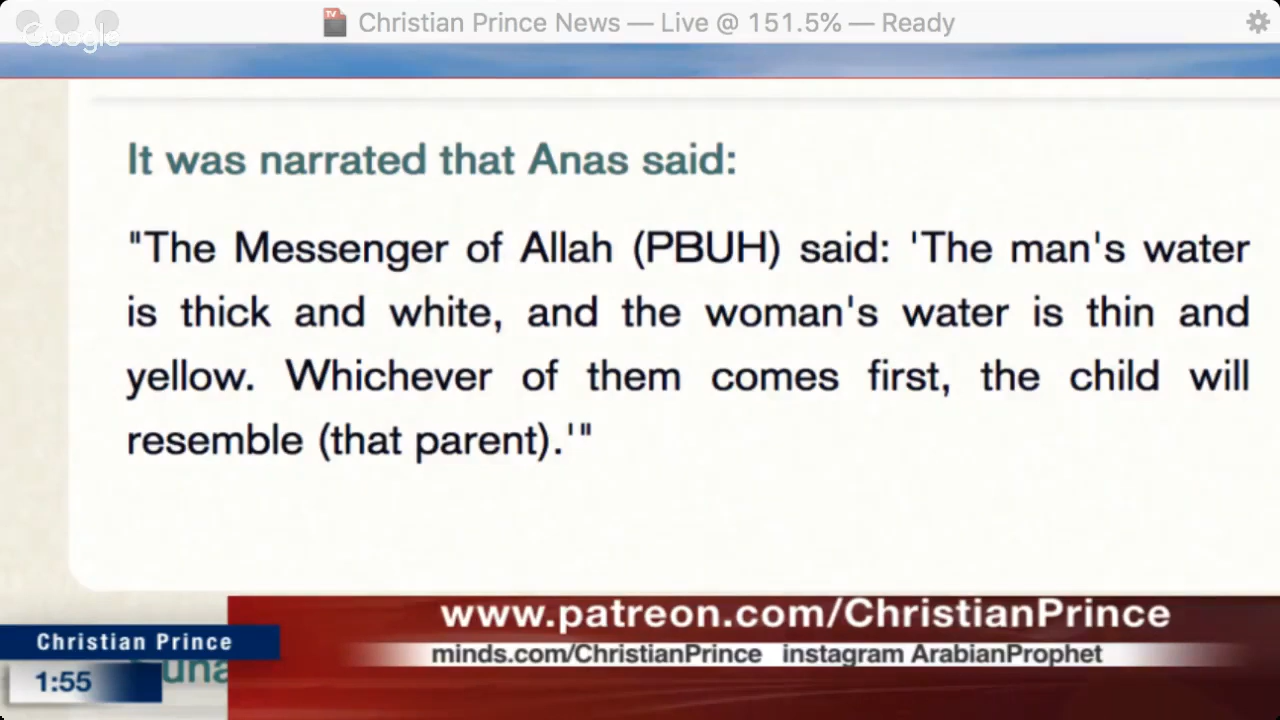 Christian Prince News — Live @ 151.5% — Ready
Google
It was narrated that Anas said:
"The Messenger of Allah (PBUH) said: 'The man's water
is thick and white, and the woman's water is thin and
yellow. Whichever of them comes first, the child will
resemble (that parent).'"
www.patreon.com/ChristianPrince
Christian Prince
minds.com/ChristianPrince instagram ArabianProphet
1:55